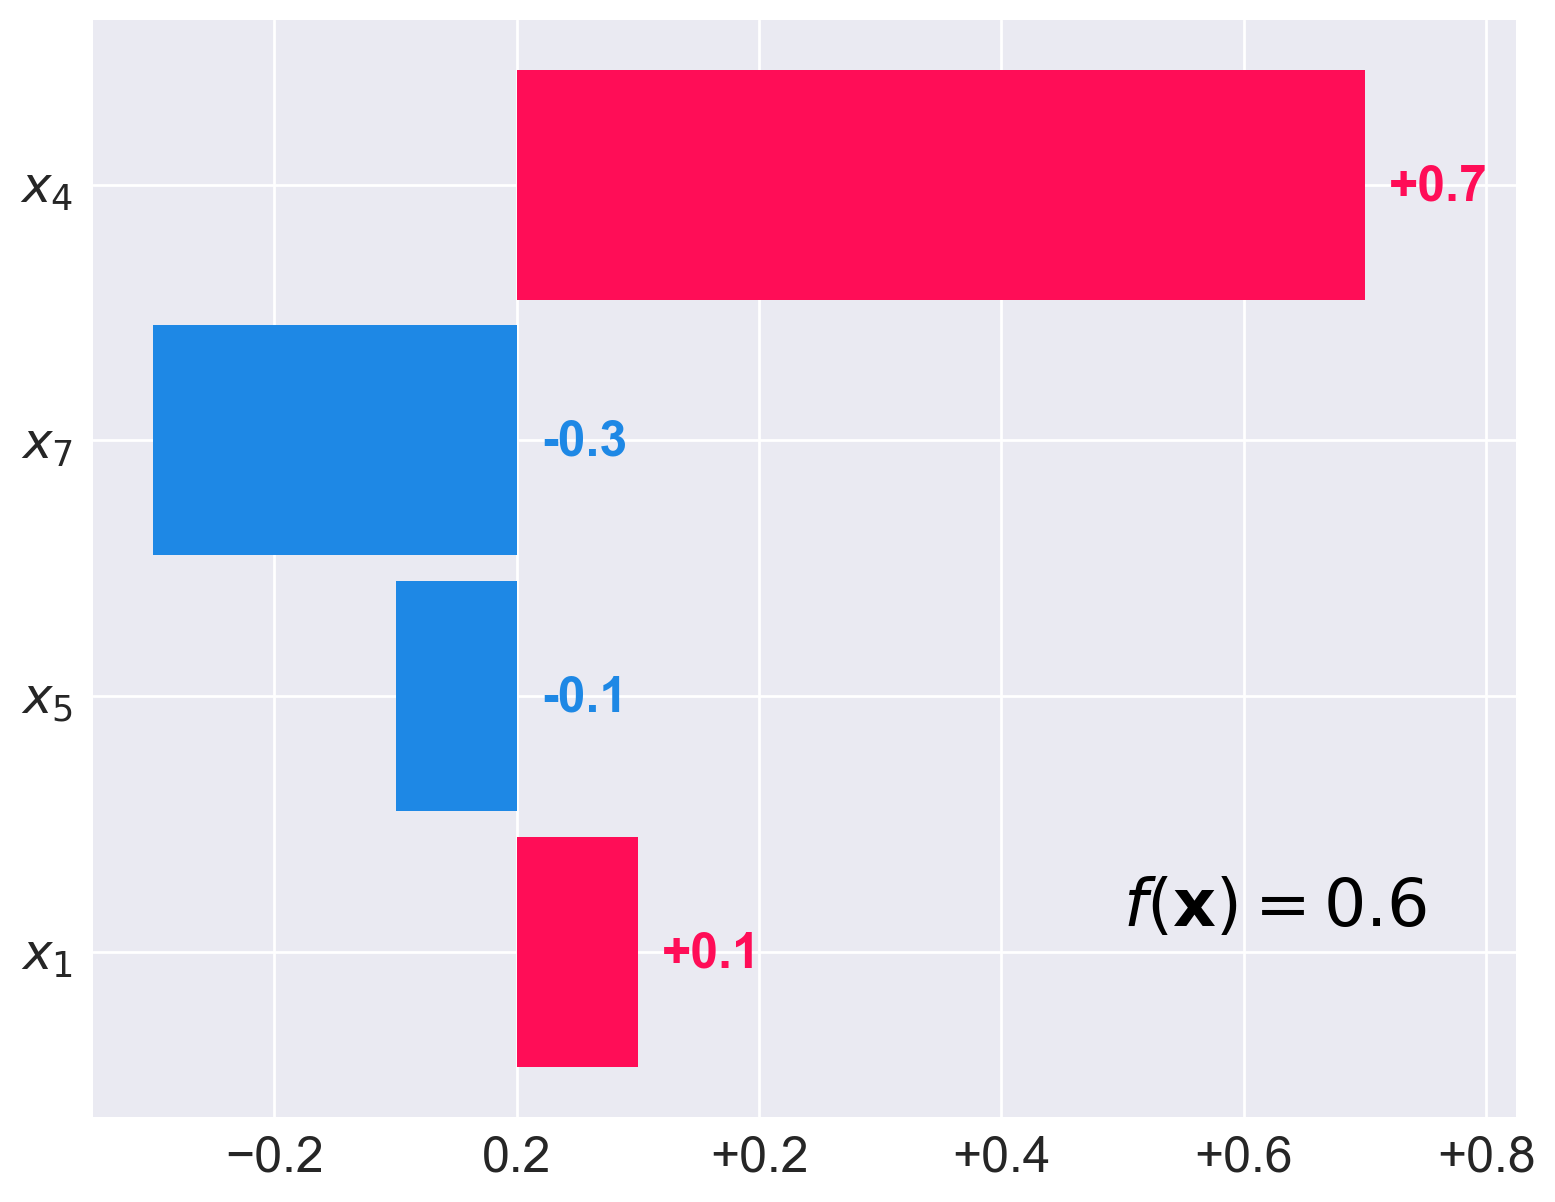 x₄ +0.7
x₇ -0.3
x₅ -0.1
x₁ +0.1
f(x) = 0.6
−0.2 0.2 +0.2 +0.4 +0.6 +0.8